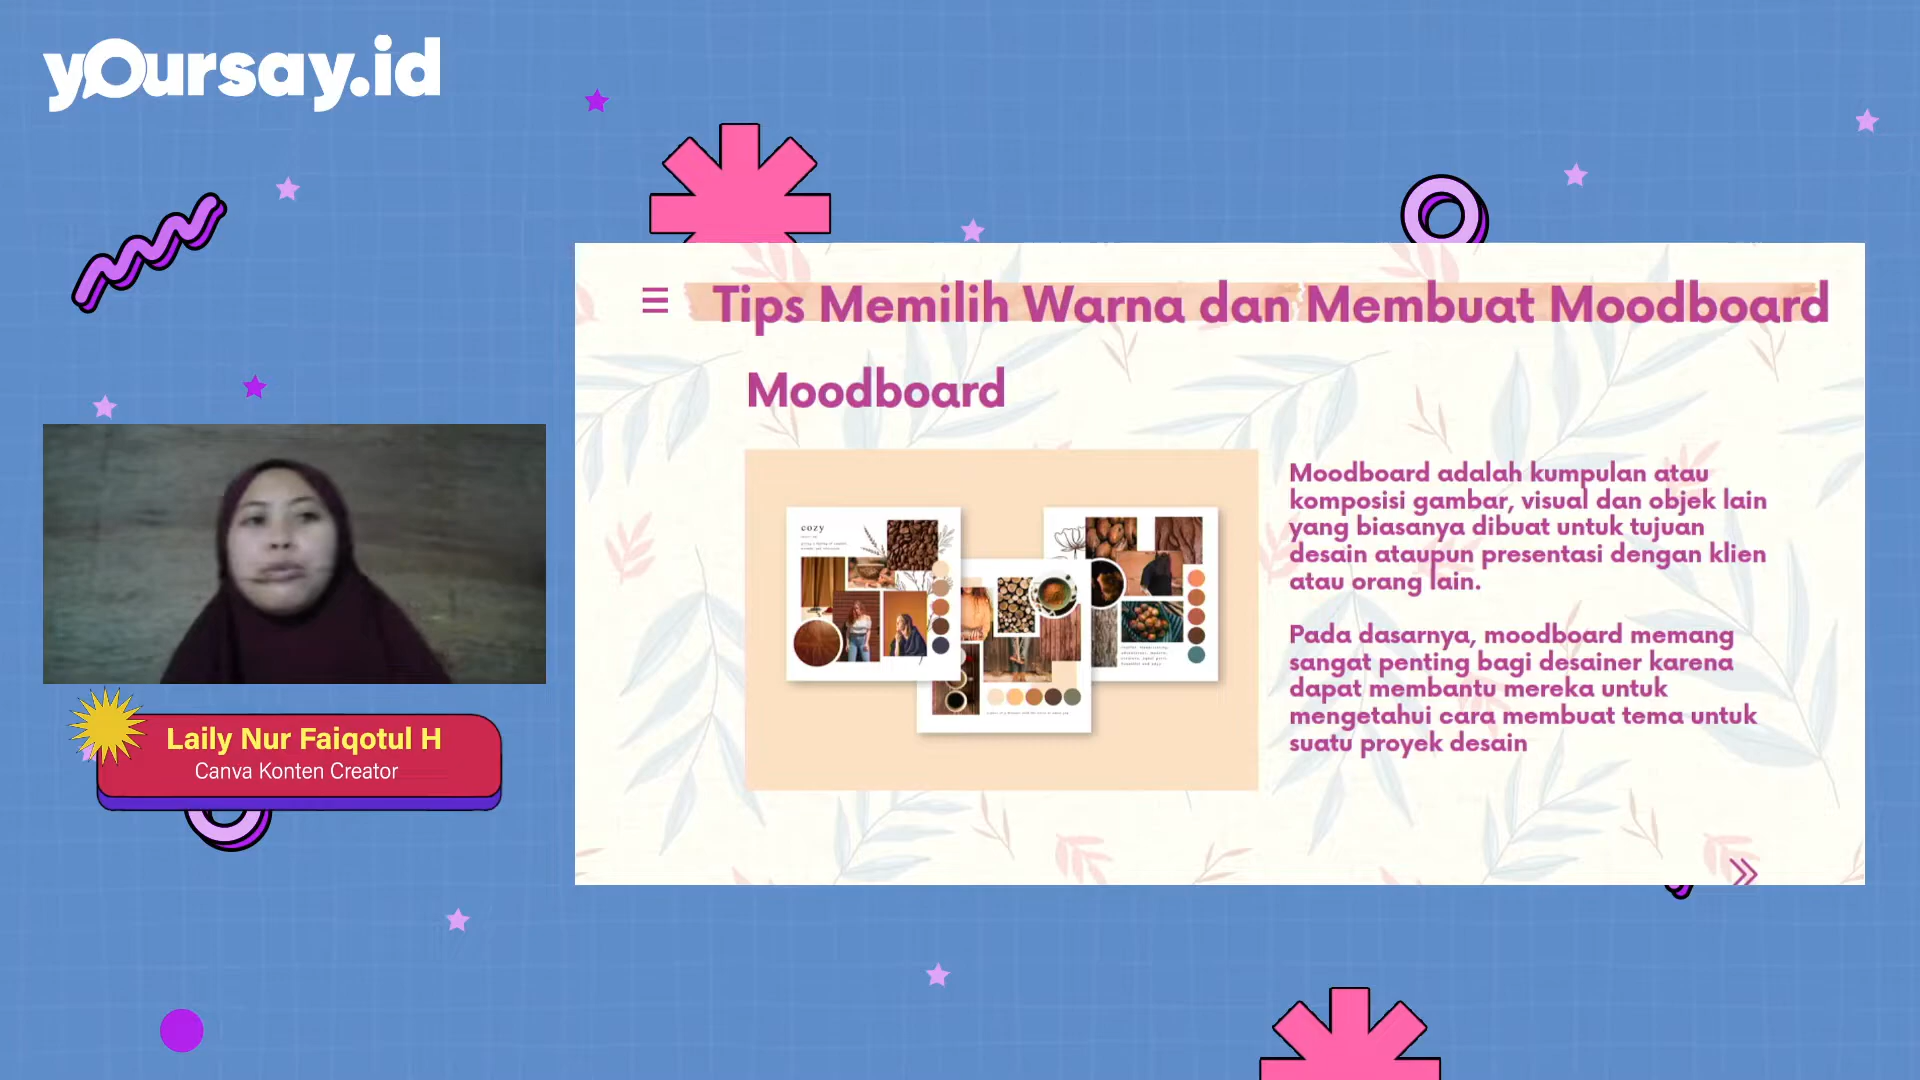 yoursay.id
Tips Memilih Warna dan Membuat Moodboard
Moodboard
cozy
Moodboard adalah kumpulan atau
komposisi gambar, visual dan objek lain
yang biasanya dibuat untuk tujuan
desain ataupun presentasi dengan klien
atau orang lain.
Pada dasarnya, moodboard memang
sangat penting bagi desainer karena
dapat membantu mereka untuk
mengetahui cara membuat tema untuk
suatu proyek desain
Laily Nur Faiqotul H
Canva Konten Creator